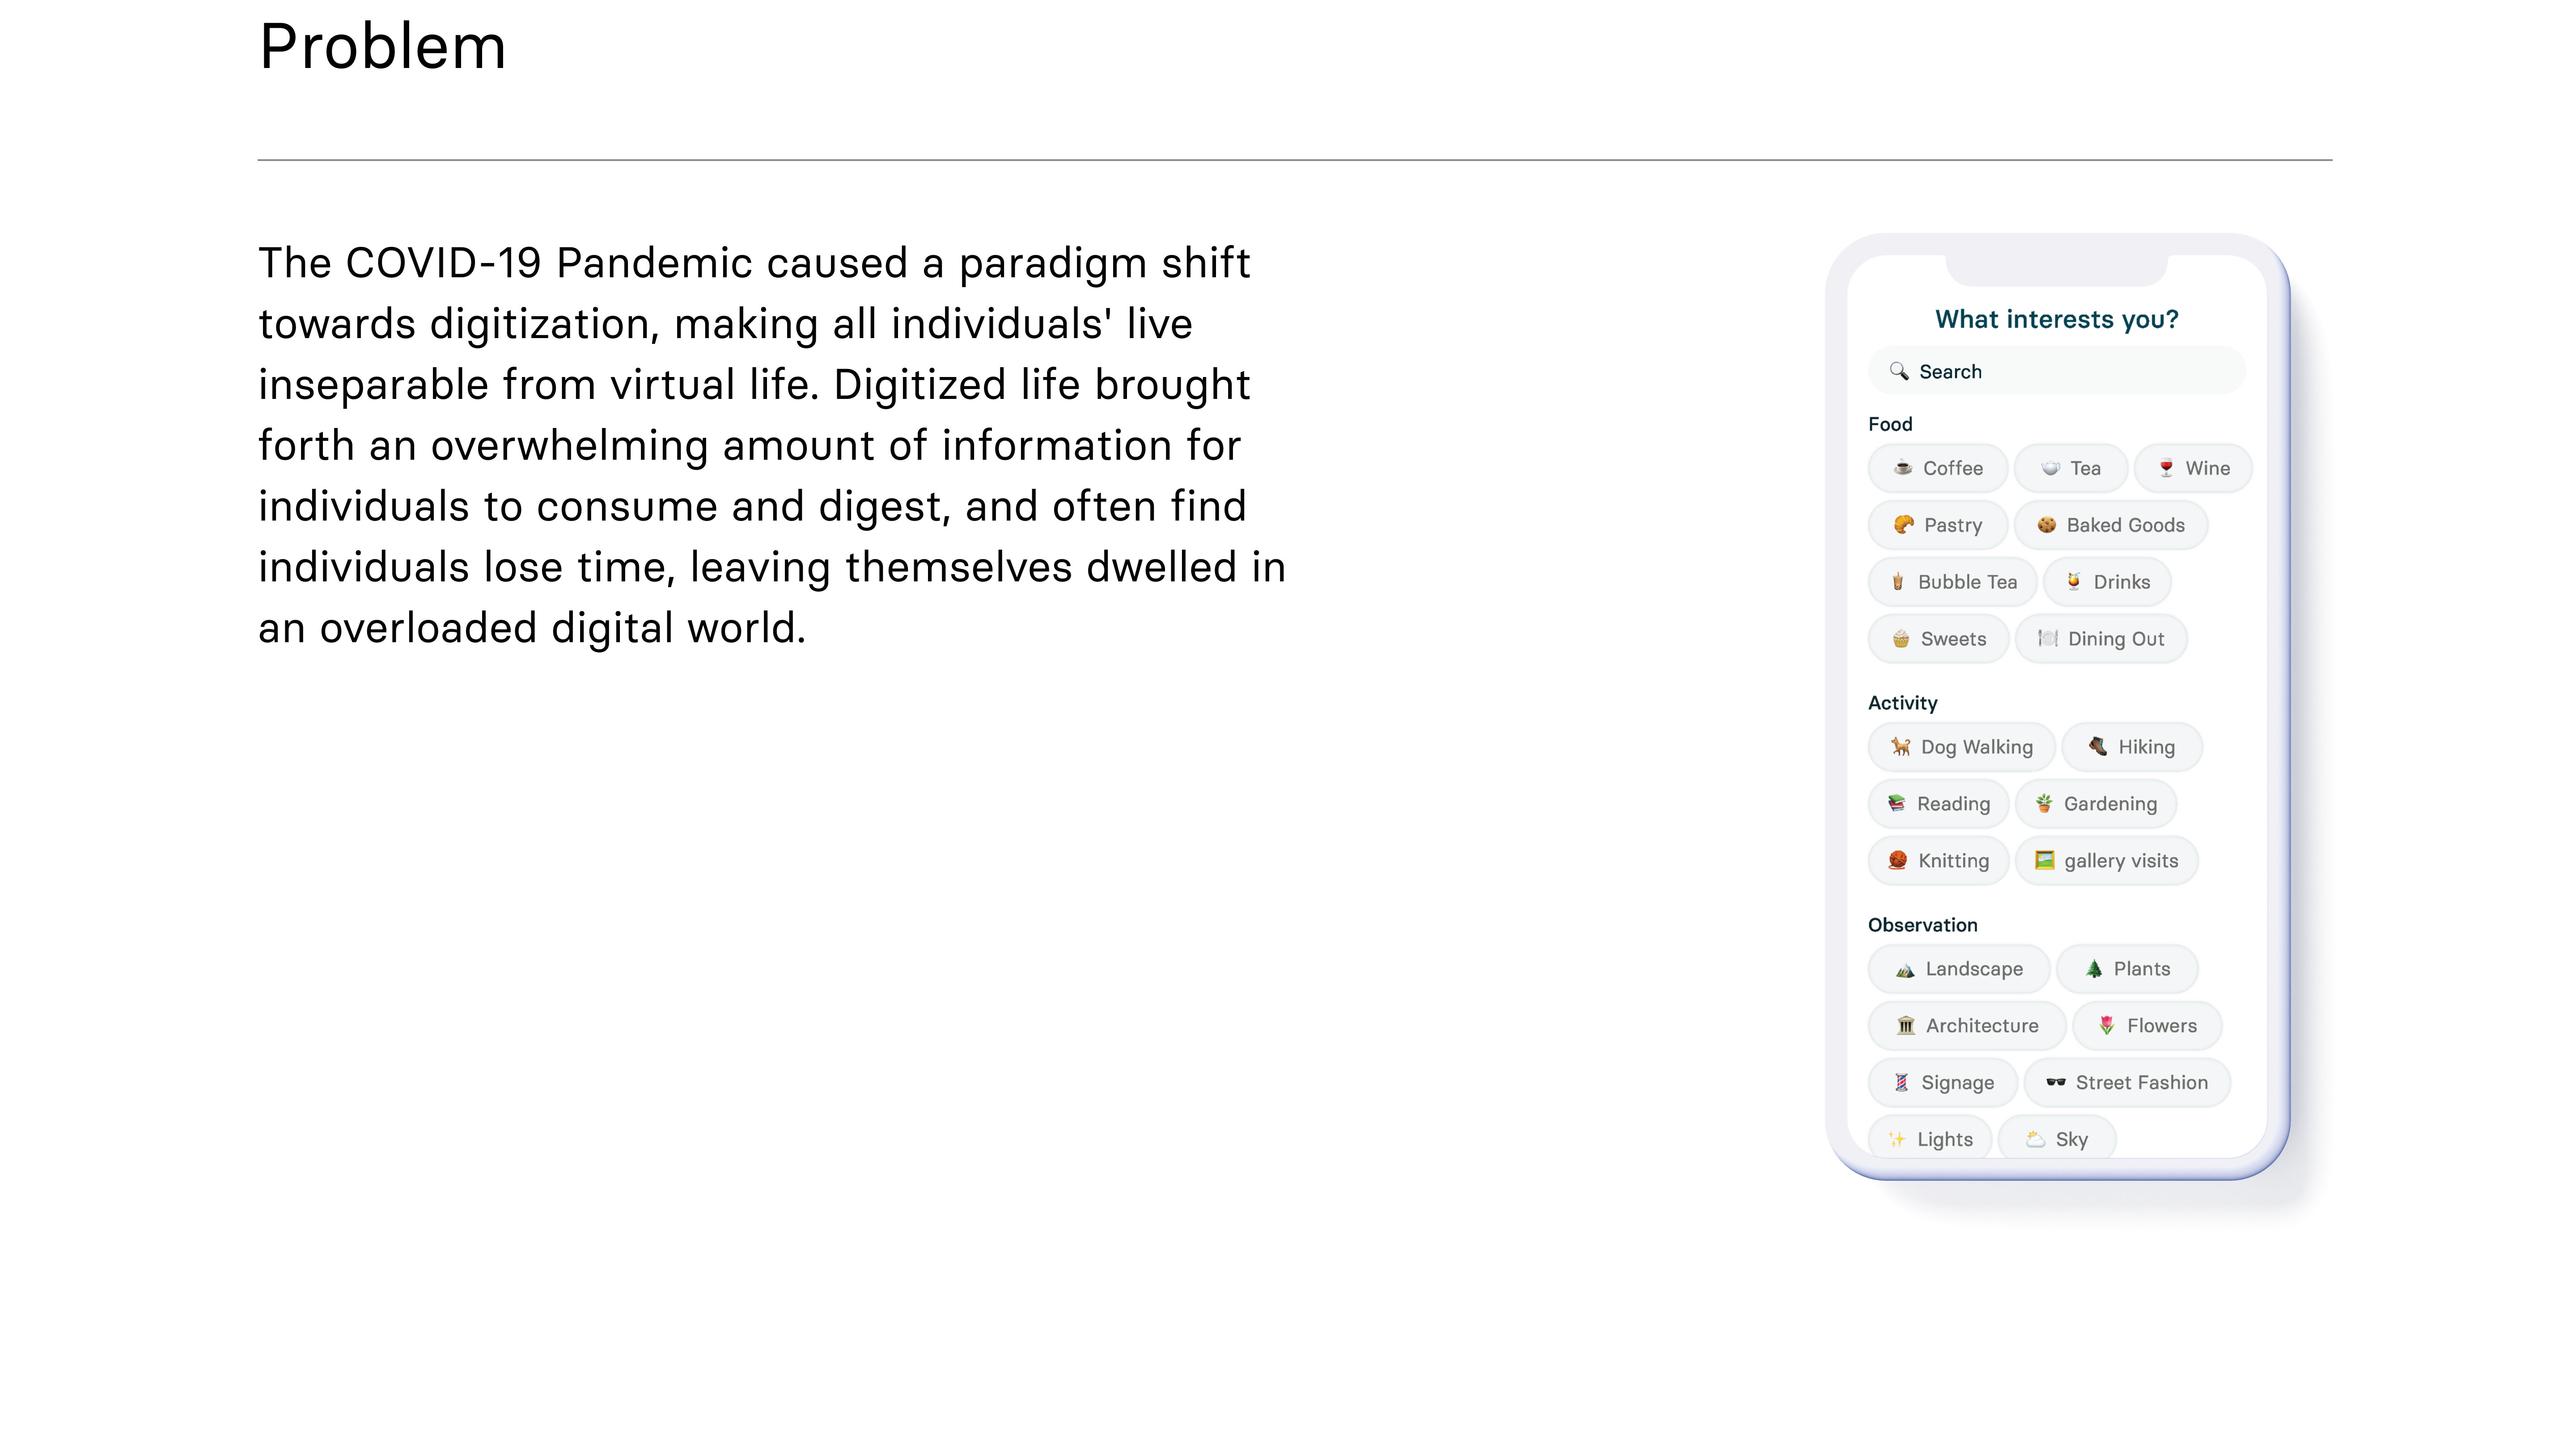 Problem
The COVID-19 Pandemic caused a paradigm shift
towards digitization, making all individuals' live
inseparable from virtual life. Digitized life brought
forth an overwhelming amount of information for
individuals to consume and digest, and often find
individuals lose time, leaving themselves dwelled in
an overloaded digital world.
What interests you?
Search
Food
Coffee Tea Wine
Pastry Baked Goods
Bubble Tea Drinks
Sweets Dining Out
Activity
Dog Walking Hiking
Reading Gardening
Knitting gallery visits
Observation
Landscape Plants
Architecture Flowers
Signage Street Fashion
Lights Sky